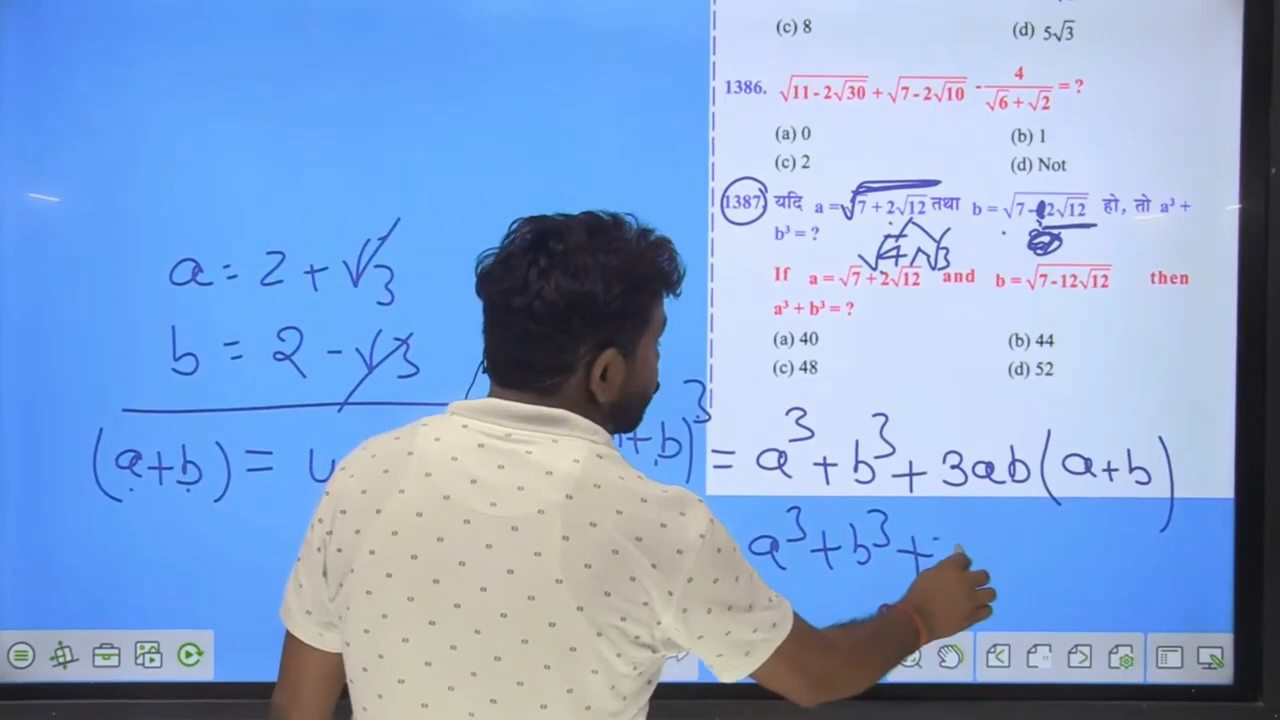 (c) 8 (d) 5√3
1386. √(11 - 2√30) + √(7 - 2√10) - 4/(√6 + √2) = ?
(a) 0 (b) 1
(c) 2 (d) Not
1387. यदि a = √(7 + 2√12) तथा b = √(7 - 2√12) हो, तो a³ +
b³ = ?
√4 √3
If a = √7 + 2√12 and b = √(7 - 12√12) then
a³ + b³ = ?
(a) 40 (b) 44
(c) 48 (d) 52
a = 2 + √3
b = 2 - √3
(a+b) = +b)³ = a³ + b³ + 3ab(a+b)
a³ + b³ +